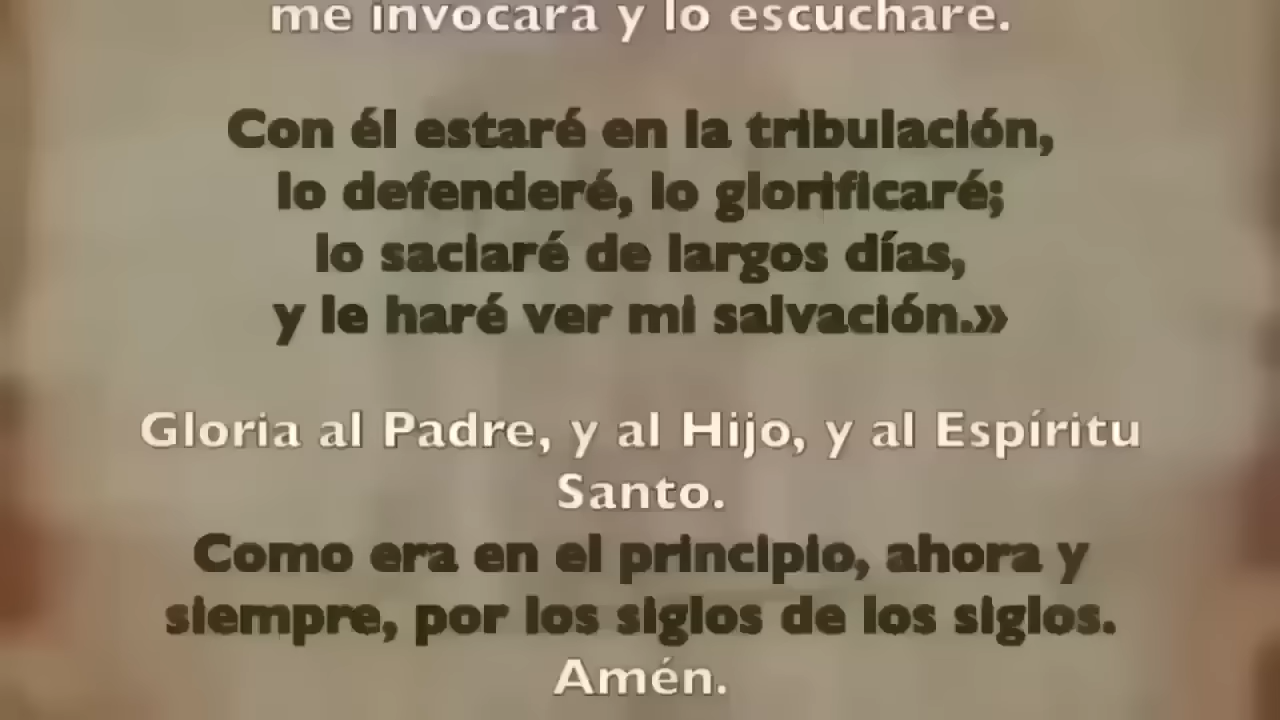 me invocará y lo escucharé.
Con él estaré en la tribulación,
lo defenderé, lo glorificaré;
lo saciaré de largos días,
y le haré ver mi salvación.»
Gloria al Padre, y al Hijo, y al Espíritu
Santo.
Como era en el principio, ahora y
siempre, por los siglos de los siglos.
Amén.